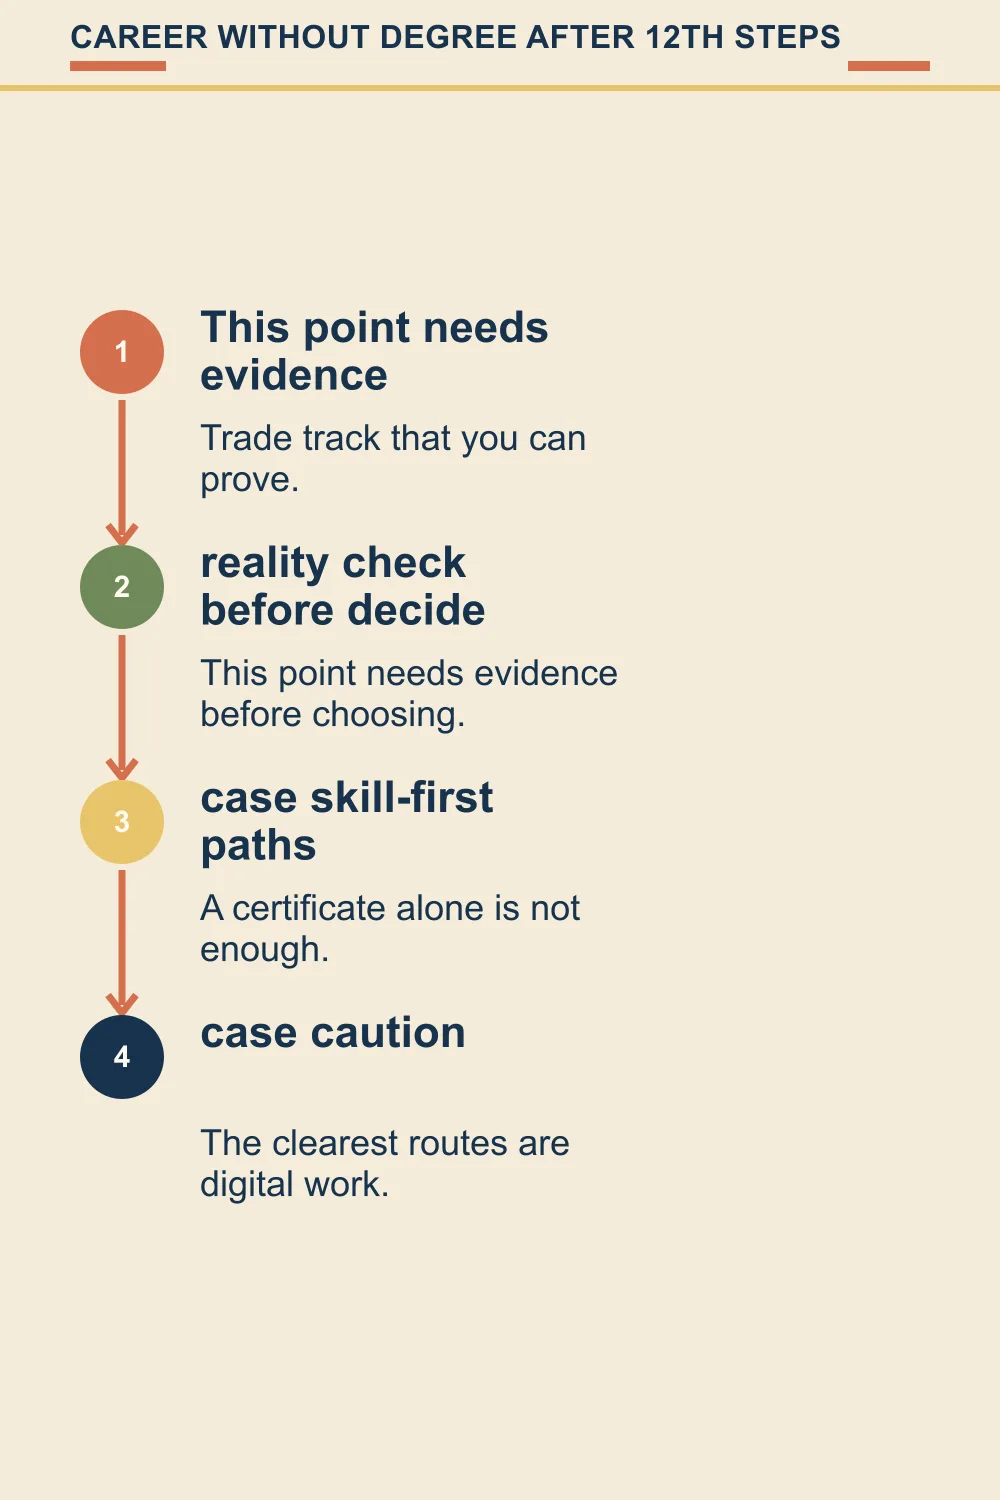 CAREER WITHOUT DEGREE AFTER 12TH STEPS
1
This point needs
evidence
Trade track that you can
prove.
2
reality check
before decide
This point needs evidence
before choosing.
3
case skill-first
paths
A certificate alone is not
enough.
4
case caution
The clearest routes are
digital work.